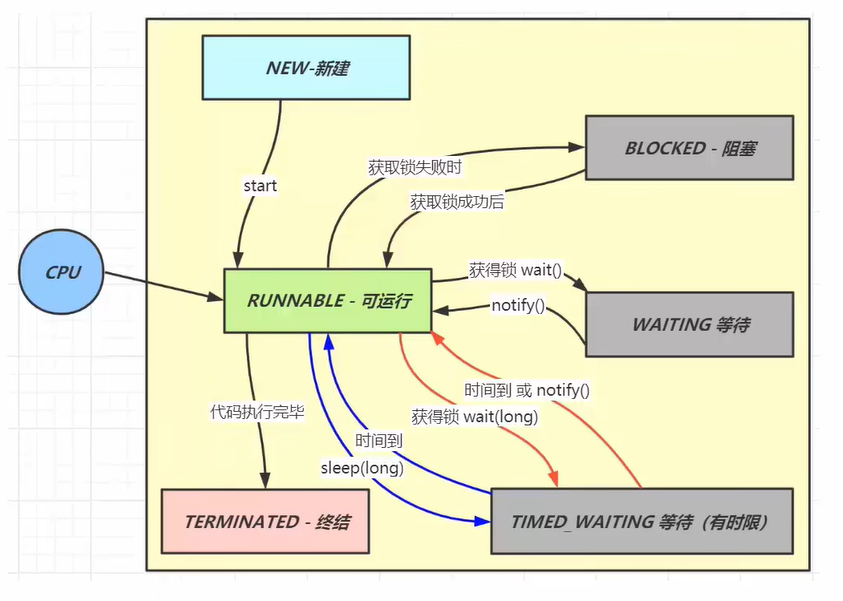 NEW-新建
BLOCKED - 阻塞
获取锁失败时
start
获取锁成功后
CPU
获得锁 wait()
RUNNABLE - 可运行
notify()
WAITING 等待
时间到 或 notify()
代码执行完毕
获得锁 wait(long)
时间到
sleep(long)
TERMINATED - 终结
TIMED_WAITING 等待（有时限）